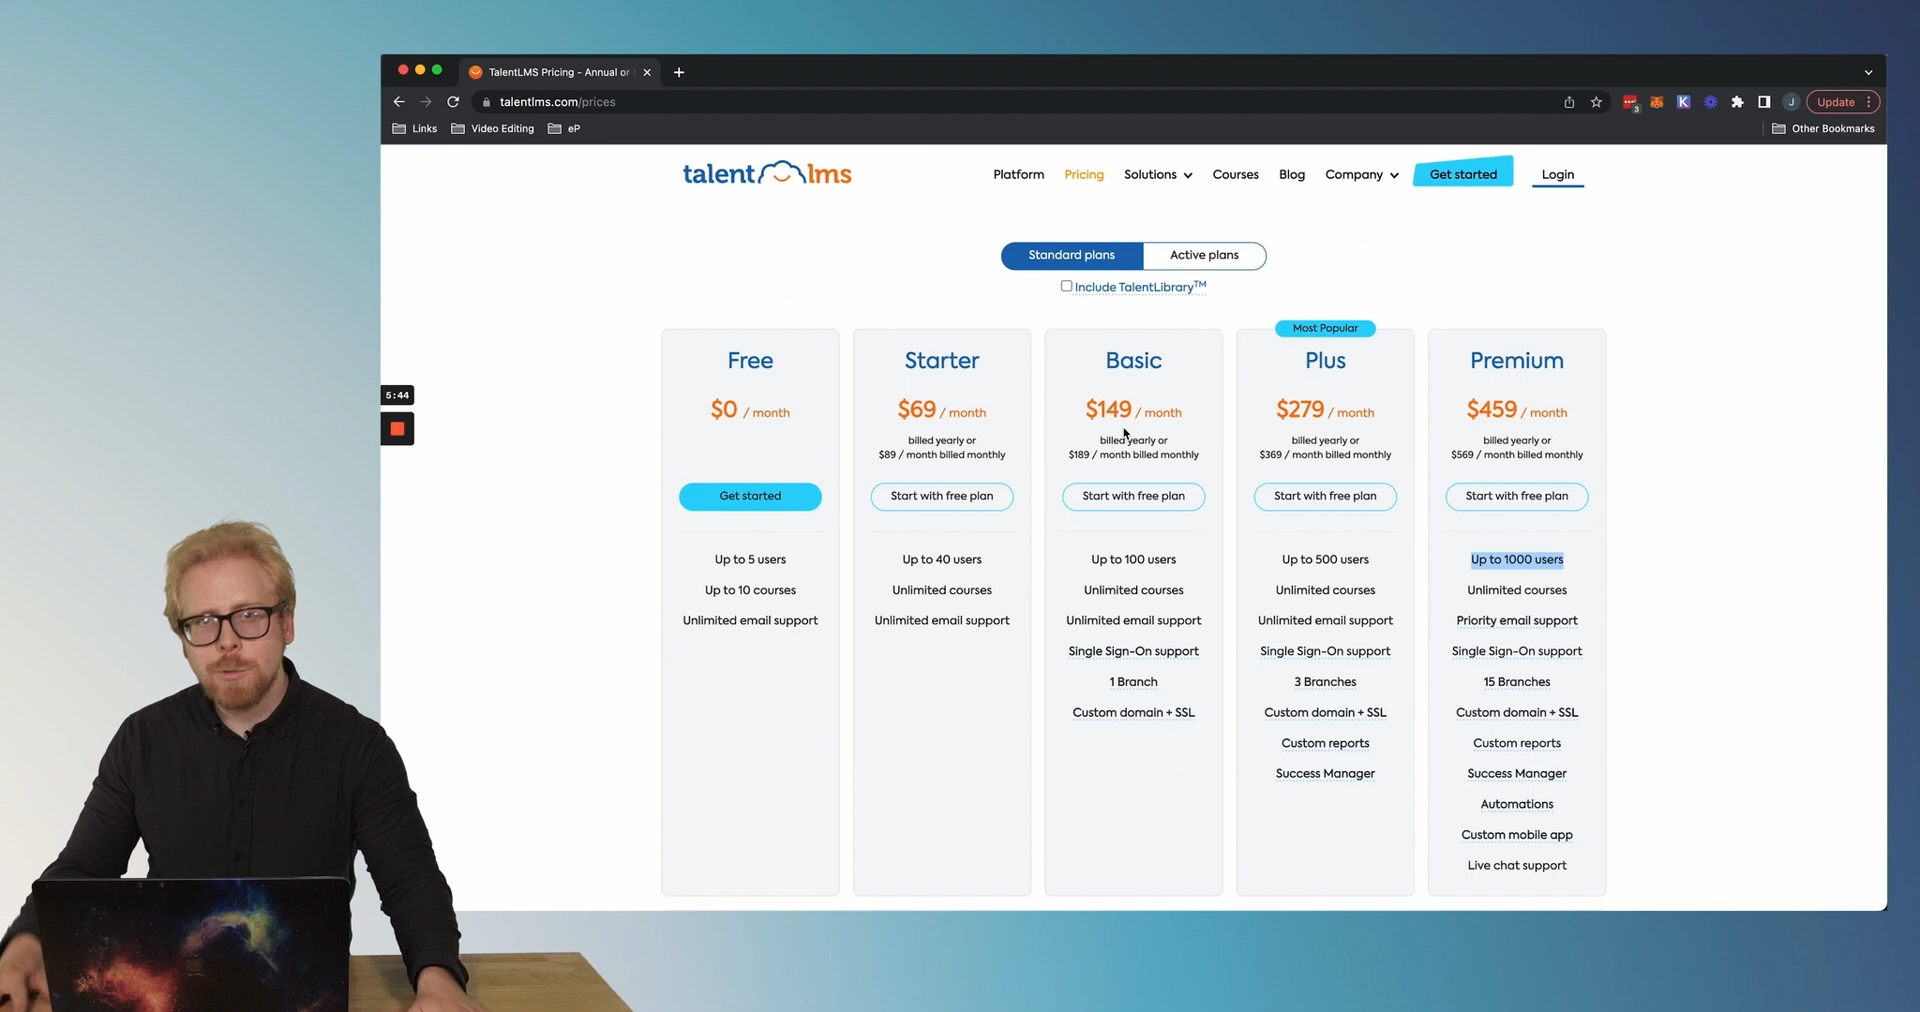 TalentLMS Pricing - Annual or
talentlms.com/prices
3
K
J
Update
Links
Video Editing
eP
Other Bookmarks
talent lms
Platform
Pricing
Solutions
Courses
Blog
Company
Get started
Login
Standard plans
Active plans
Include TalentLibrary™
5:44
Free
$0 / month
Get started
Up to 5 users
Up to 10 courses
Unlimited email support
Starter
$69 / month
billed yearly or
$89 / month billed monthly
Start with free plan
Up to 40 users
Unlimited courses
Unlimited email support
Basic
$149 / month
billed yearly or
$189 / month billed monthly
Start with free plan
Up to 100 users
Unlimited courses
Unlimited email support
Single Sign-On support
1 Branch
Custom domain + SSL
Most Popular
Plus
$279 / month
billed yearly or
$369 / month billed monthly
Start with free plan
Up to 500 users
Unlimited courses
Unlimited email support
Single Sign-On support
3 Branches
Custom domain + SSL
Custom reports
Success Manager
Premium
$459 / month
billed yearly or
$569 / month billed monthly
Start with free plan
Up to 1000 users
Unlimited courses
Priority email support
Single Sign-On support
15 Branches
Custom domain + SSL
Custom reports
Success Manager
Automations
Custom mobile app
Live chat support